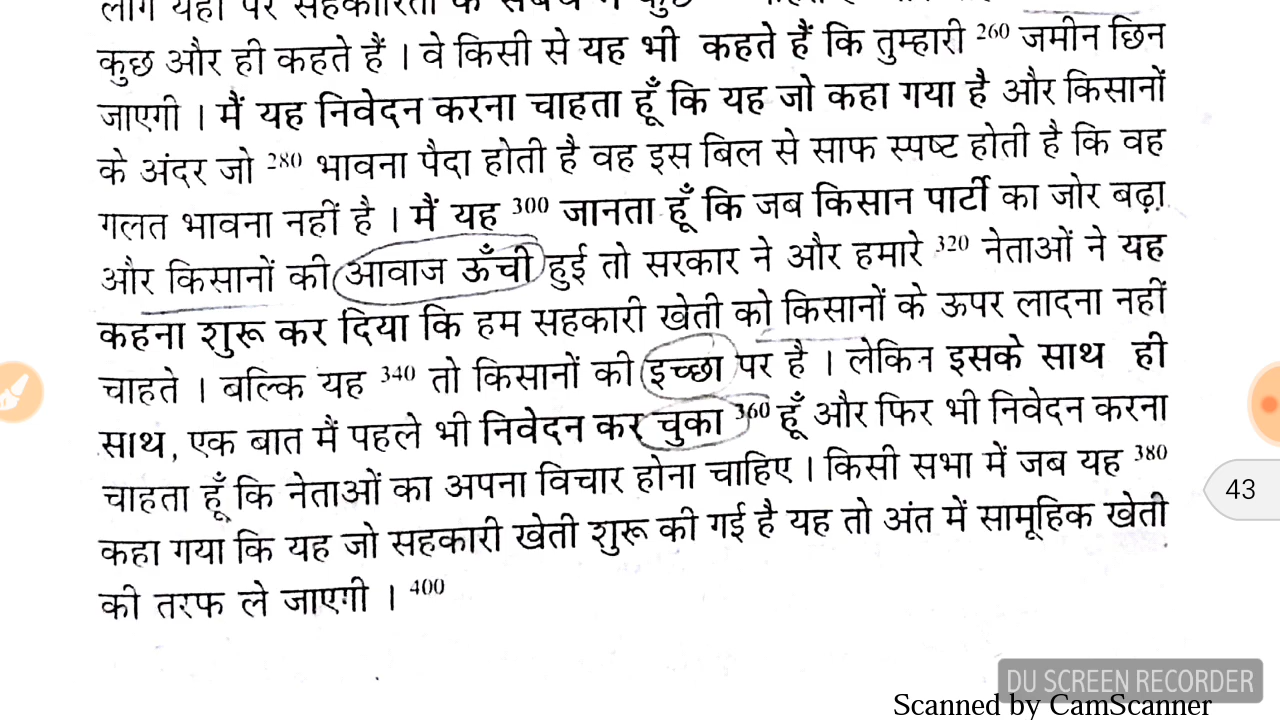 लोग यहाँ पर सहकारिता के संबंध में कुछ
कुछ और ही कहते हैं । वे किसी से यह भी कहते हैं कि तुम्हारी 260 जमीन छिन
जाएगी । मैं यह निवेदन करना चाहता हूँ कि यह जो कहा गया है और किसानों
के अंदर जो 280 भावना पैदा होती है वह इस बिल से साफ स्पष्ट होती है कि वह
गलत भावना नहीं है । मैं यह 300 जानता हूँ कि जब किसान पार्टी का जोर बढ़ा
और किसानों की आवाज ऊँची हुई तो सरकार ने और हमारे 320 नेताओं ने यह
कहना शुरू कर दिया कि हम सहकारी खेती को किसानों के ऊपर लादना नहीं
चाहते । बल्कि यह 340 तो किसानों की इच्छा पर है । लेकिन इसके साथ ही
साथ, एक बात मैं पहले भी निवेदन कर चुका 360 हूँ और फिर भी निवेदन करना
चाहता हूँ कि नेताओं का अपना विचार होना चाहिए । किसी सभा में जब यह 380
कहा गया कि यह जो सहकारी खेती शुरू की गई है यह तो अंत में सामूहिक खेती
की तरफ ले जाएगी । 400
43
DU SCREEN RECORDER
Scanned by CamScanner